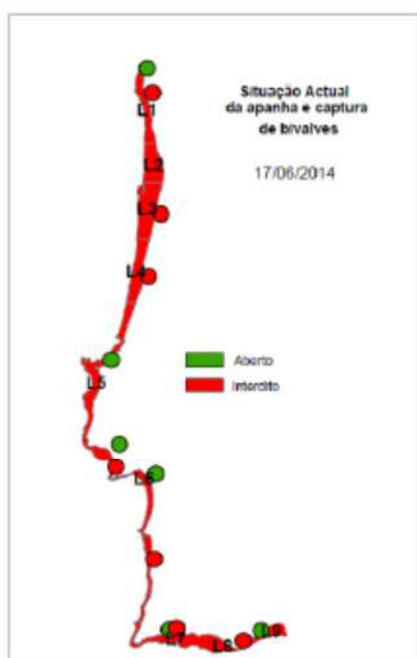 Situação Actual
da apanha e captura
de bivalves
17/06/2014
L1
L2
L3
L4
Aberto
L5
Interdito
L6
L7
L8
L9